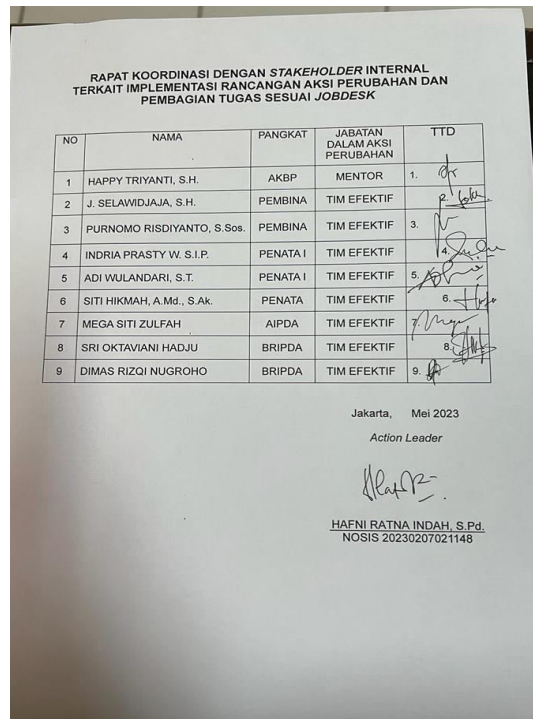 RAPAT KOORDINASI DENGAN STAKEHOLDER INTERNAL
TERKAIT IMPLEMENTASI RANCANGAN AKSI PERUBAHAN DAN
PEMBAGIAN TUGAS SESUAI JOBDESK
NO NAMA PANGKAT JABATAN DALAM AKSI PERUBAHAN TTD
1 HAPPY TRIYANTI, S.H. AKBP MENTOR 1.
2 J. SELAWIDJAJA, S.H. PEMBINA TIM EFEKTIF 2.
3 PURNOMO RISDIYANTO, S.Sos. PEMBINA TIM EFEKTIF 3.
4 INDRIA PRASTY W. S.I.P. PENATA I TIM EFEKTIF 4.
5 ADI WULANDARI, S.T. PENATA I TIM EFEKTIF 5.
6 SITI HIKMAH, A.Md., S.Ak. PENATA TIM EFEKTIF 6.
7 MEGA SITI ZULFAH AIPDA TIM EFEKTIF 7.
8 SRI OKTAVIANI HADJU BRIPDA TIM EFEKTIF 8.
9 DIMAS RIZQI NUGROHO BRIPDA TIM EFEKTIF 9.
Jakarta, Mei 2023
Action Leader
HAFNI RATNA INDAH, S.Pd.
NOSIS 20230207021148